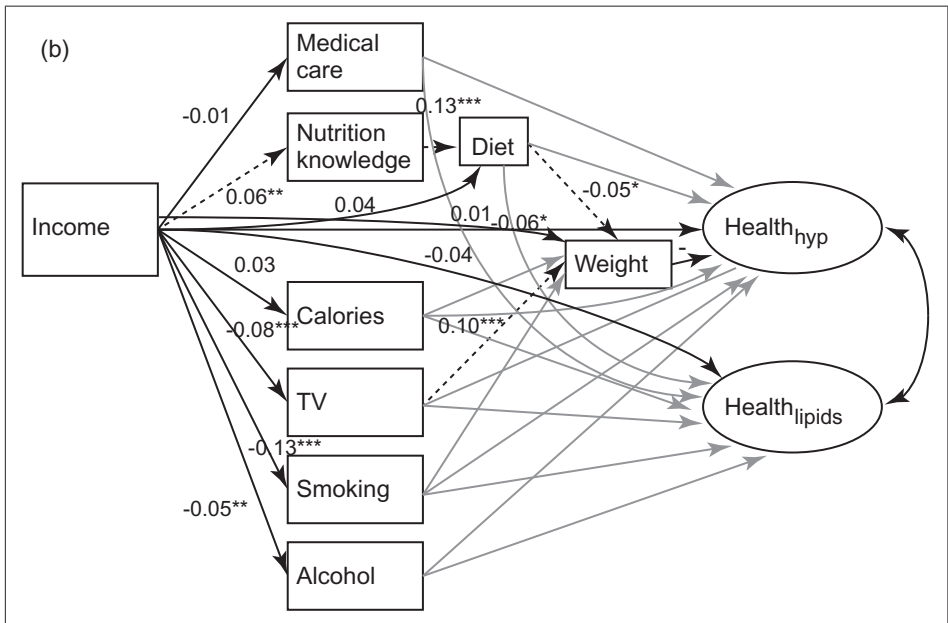 (b)
Medical
care
-0.01
0.13***
Nutrition
knowledge
Diet
0.06**
-0.05*
Income
0.04
0.01
-0.06*
Health hyp
-0.04
-
Weight
0.03
Calories
-0.08***
0.10***
TV
Health lipids
-0.13***
Smoking
-0.05**
Alcohol